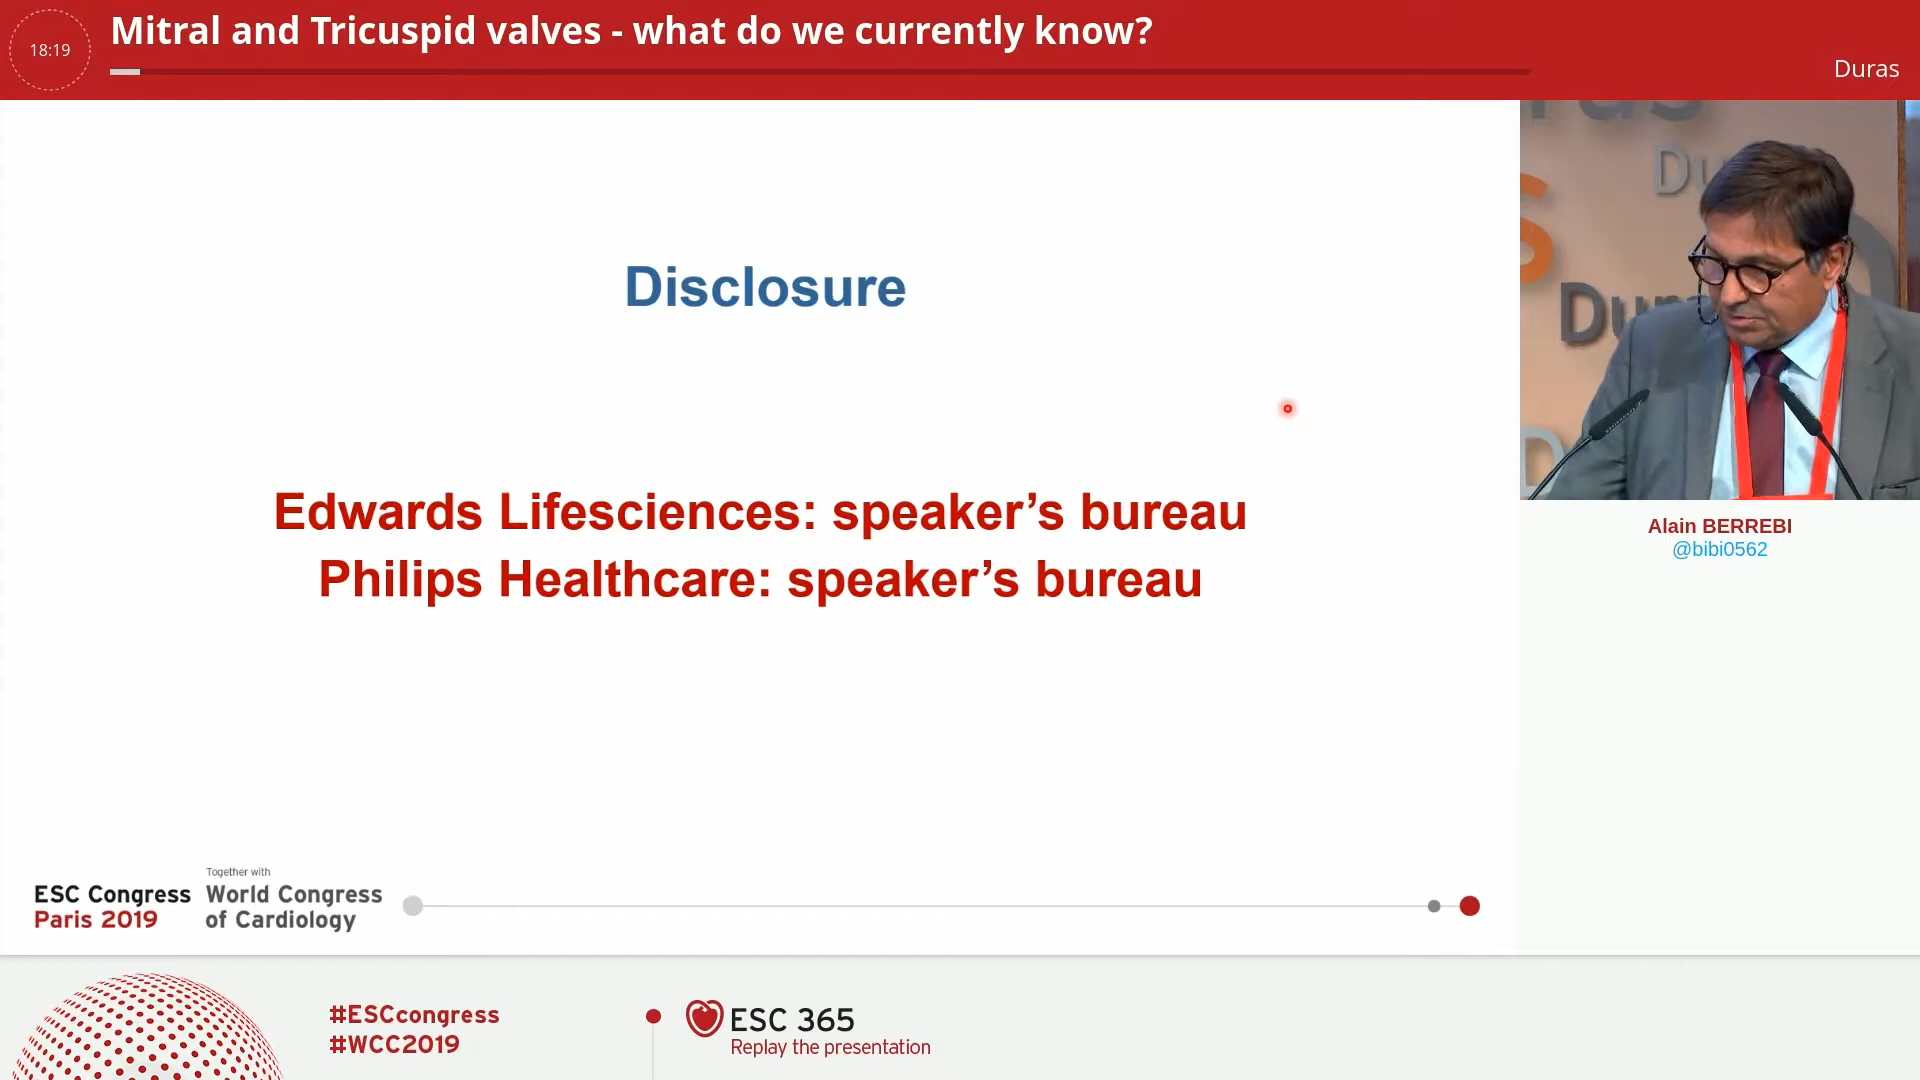 18:19
Mitral and Tricuspid valves - what do we currently know?
Duras
Disclosure
Edwards Lifesciences: speaker’s bureau
Philips Healthcare: speaker’s bureau
Alain BERREBI
@bibi0562
ESC Congress
Paris 2019
Together with
World Congress
of Cardiology
#ESCcongress
#WCC2019
ESC 365
Replay the presentation